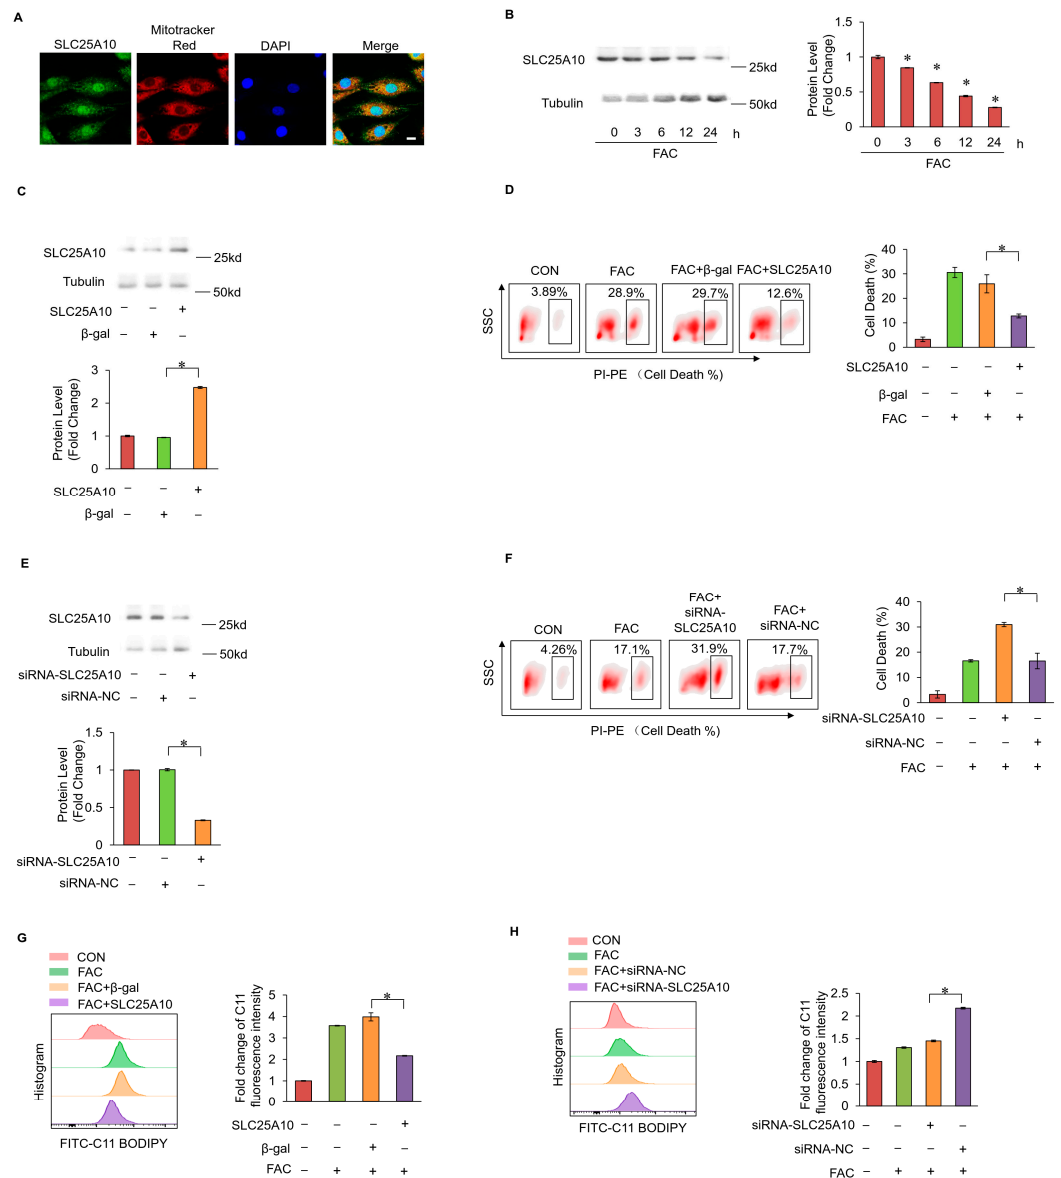 A
SLC25A10
Mitotracker
Red
DAPI
Merge
B
SLC25A10
25kd
Tubulin
50kd
0 3 6 12 24 h
FAC
Protein Level
(Fold Change)
1.5
1
0.5
0
* * * *
0 3 6 12 24 h
FAC
C
SLC25A10
25kd
Tubulin
50kd
SLC25A10 – – +
β-gal – + –
Protein Level
(Fold Change)
3
2
1
0
*
SLC25A10 – – +
β-gal – + –
D
CON FAC FAC+β-gal FAC+SLC25A10
3.89% 28.9% 29.7% 12.6%
SSC
PI-PE （Cell Death %)
Cell Death (%)
40
30
20
10
0
*
SLC25A10 – – – +
β-gal – – + –
FAC – + + +
E
SLC25A10
25kd
Tubulin
50kd
siRNA-SLC25A10 – – +
siRNA-NC – + –
Protein Level
(Fold Change)
1.5
1
0.5
0
*
siRNA-SLC25A10 – – +
siRNA-NC – + –
F
CON
FAC
FAC+
siRNA-
SLC25A10
FAC+
siRNA-NC
4.26% 17.1% 31.9% 17.7%
SSC
PI-PE （Cell Death %)
Cell Death (%)
40
30
20
10
0
*
siRNA-SLC25A10 – – + –
siRNA-NC – – – +
FAC – + + +
G
CON
FAC
FAC+β-gal
FAC+SLC25A10
Histogram
FITC-C11 BODIPY
Fold change of C11
fluorescence intensity
5
4
3
2
1
0
*
SLC25A10 – – – +
β-gal – – + –
FAC – + + +
H
CON
FAC
FAC+siRNA-NC
FAC+siRNA-SLC25A10
Histogram
FITC-C11 BODIPY
Fold change of C11
fluorescence intensity
2.5
2
1.5
1
0.5
0
*
siRNA-SLC25A10 – – + –
siRNA-NC – – – +
FAC – + + +